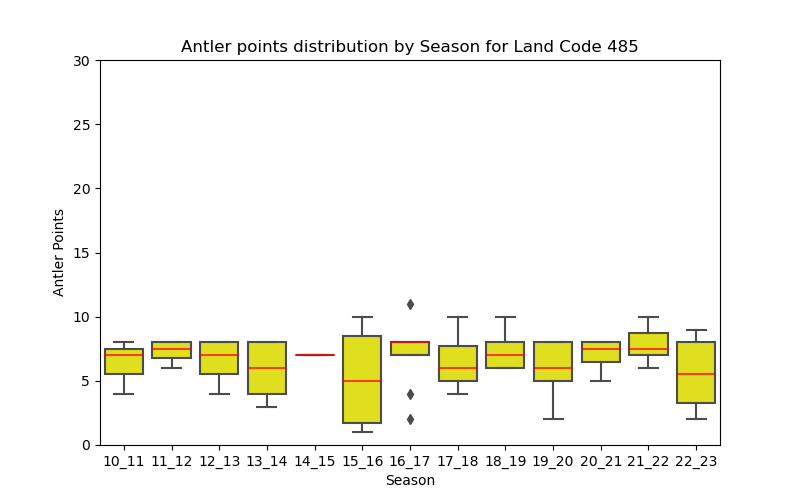 Antler points distribution by Season for Land Code 485
30
25
20
15
10
5
0
Antler Points
10_11 11_12 12_13 13_14 14_15 15_16 16_17 17_18 18_19 19_20 20_21 21_22 22_23
Season